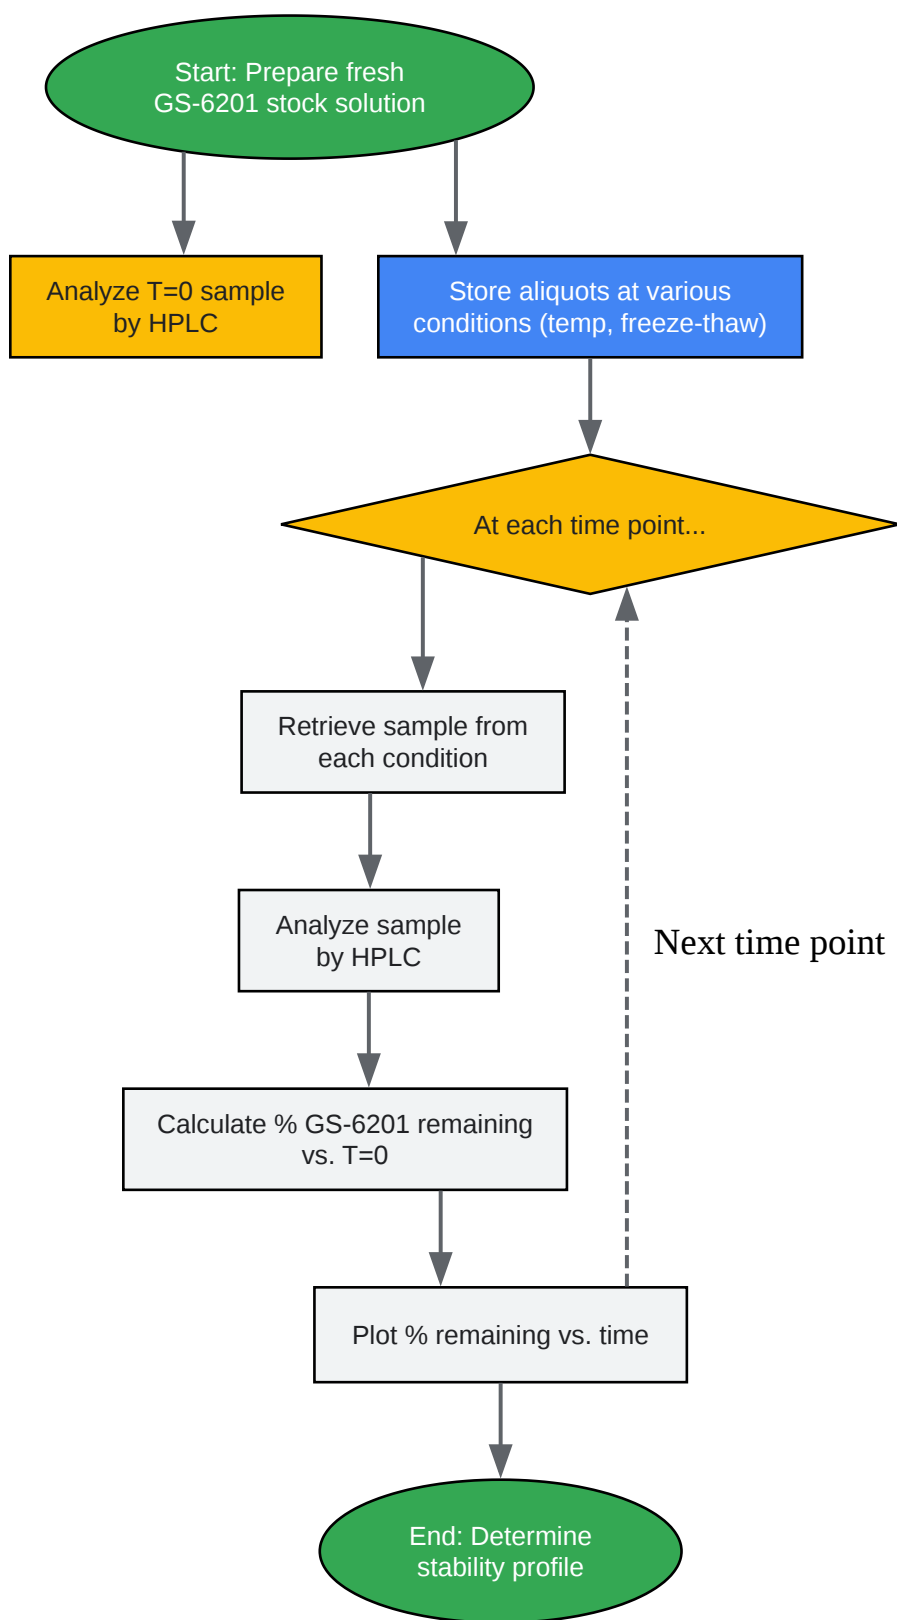 Start: Prepare fresh
GS-6201 stock solution
Analyze T=0 sample
by HPLC
Store aliquots at various
conditions (temp, freeze-thaw)
At each time point...
Retrieve sample from
each condition
Analyze sample
by HPLC
Next time point
Calculate % GS-6201 remaining
vs. T=0
Plot % remaining vs. time
End: Determine
stability profile